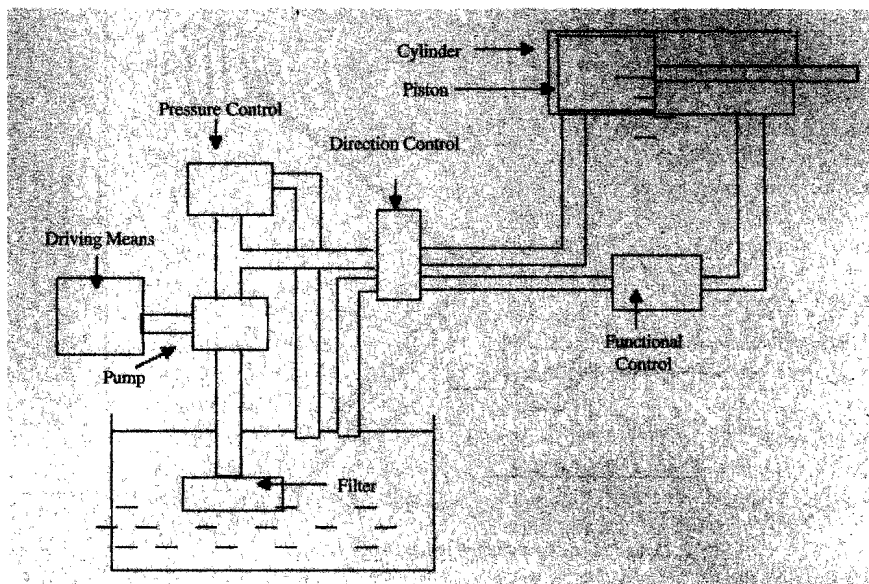 Cylinder
Piston
Pressure Control
Direction Control
Driving Means
Pump
Functional
Control
Filter